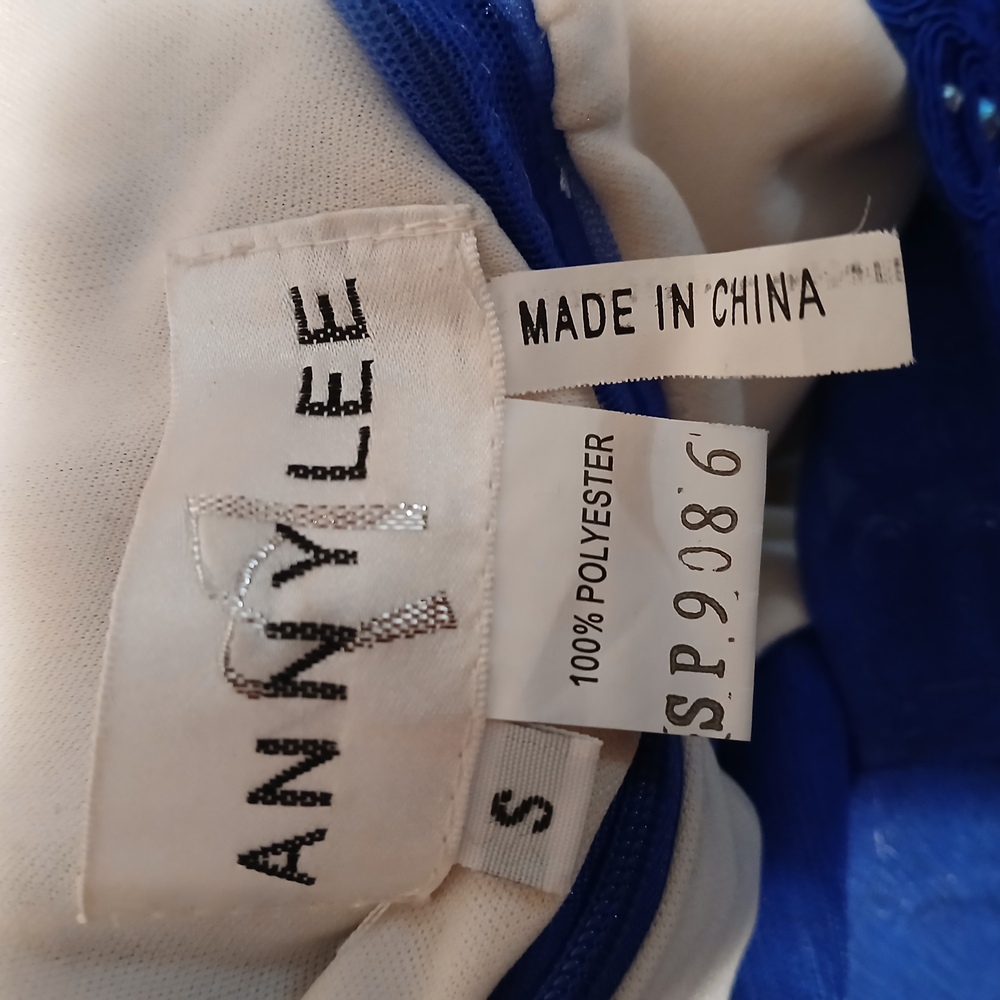 ANNY LEE
MADE IN CHINA
100% POLYESTER
SP9086
S